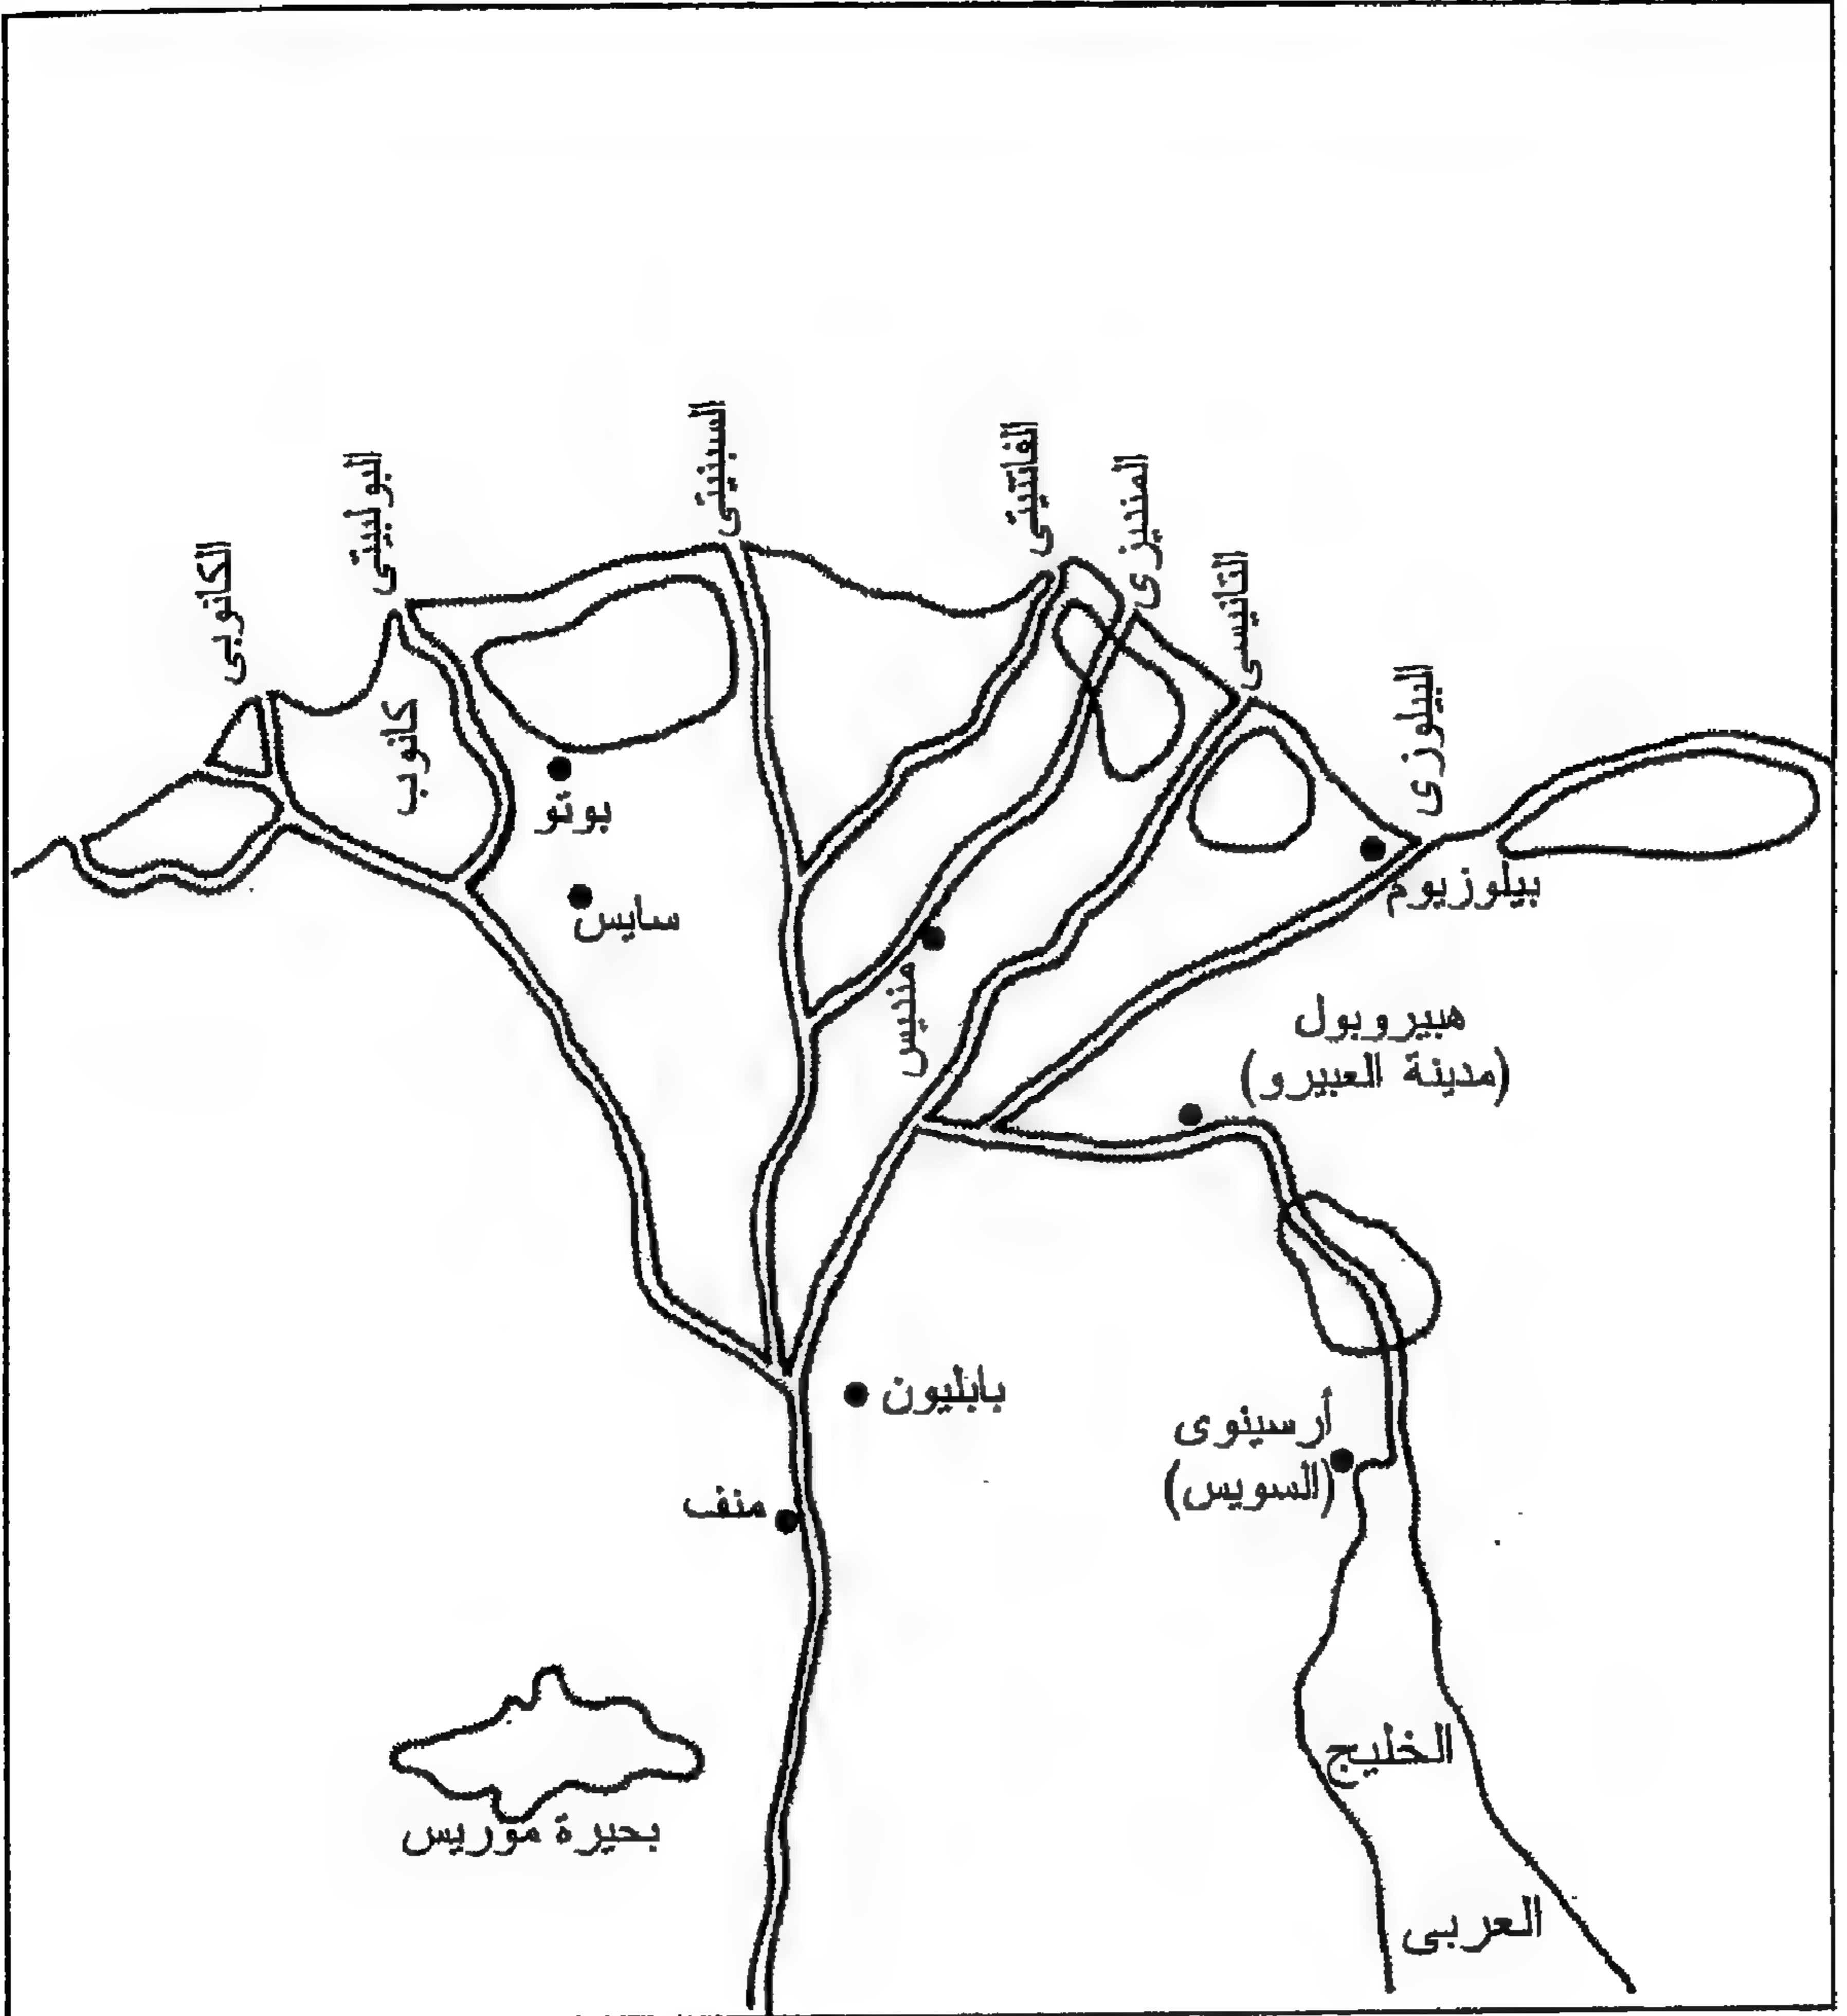 السبنيتى
الفاتنيتى
البولبيتى
المنديزى
الكانوبى
التانيسى
البيلوزى
كانوب
بوتو
بيلوزيوم
سايس
منديس
هبيروبول
(مدينة العبيرو)
بابليون
أرسينوى
(السويس)
منف
الخليج
بحيرة موريس
العربى